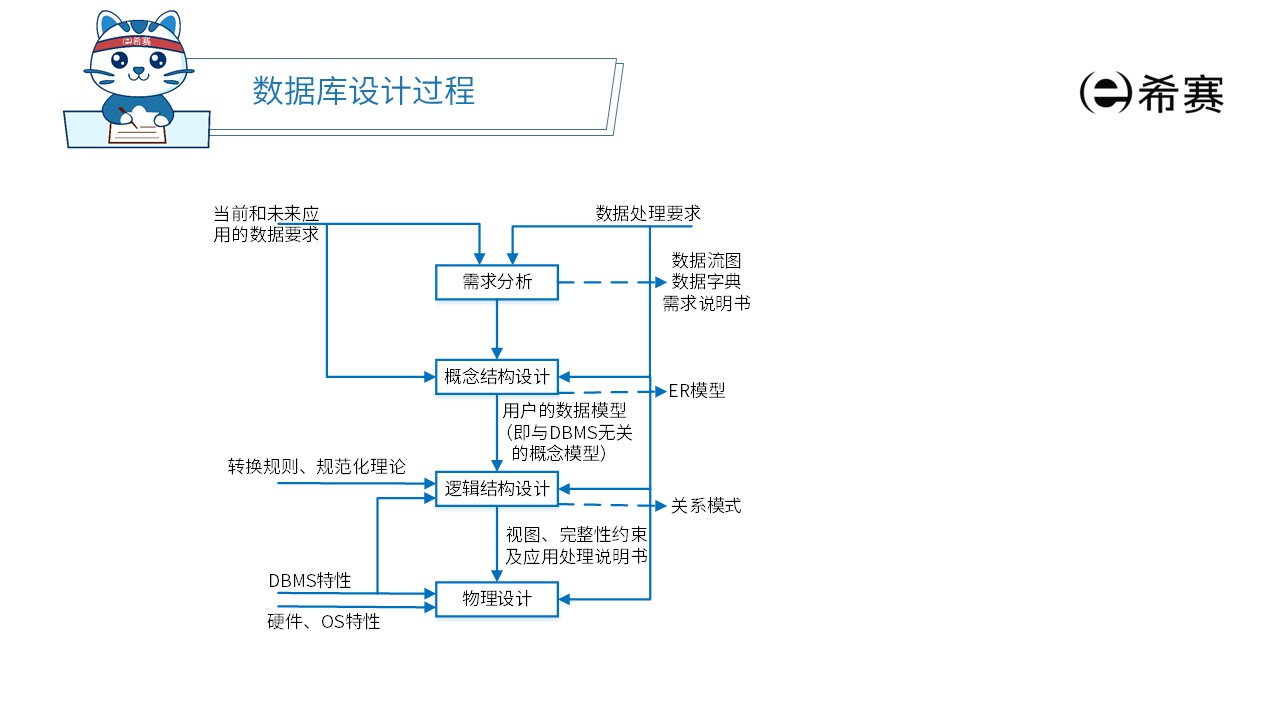 希赛
数据库设计过程
希赛
当前和未来应
用的数据要求
数据处理要求
需求分析
数据流图
数据字典
需求说明书
概念结构设计
ER模型
用户的数据模型
（即与DBMS无关
的概念模型）
转换规则、规范化理论
逻辑结构设计
关系模式
视图、完整性约束
及应用处理说明书
DBMS特性
物理设计
硬件、OS特性